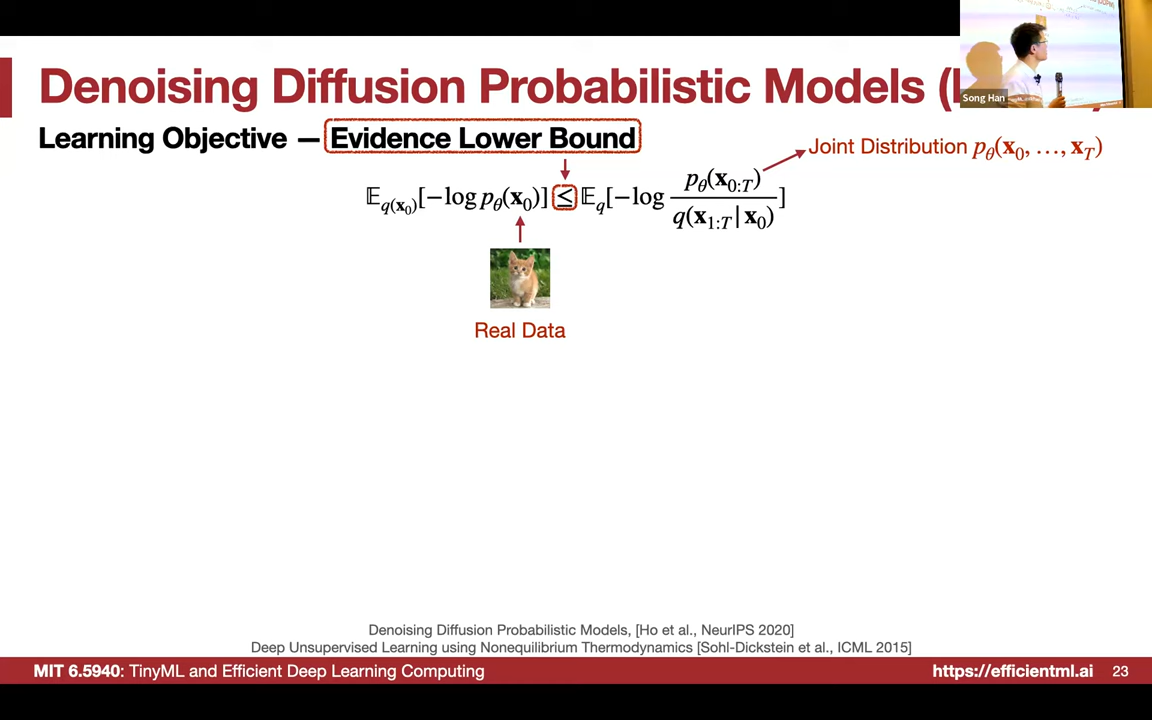 Denoising Diffusion Probabilistic Models (
Song Han
Learning Objective — Evidence Lower Bound
Joint Distribution pθ(x0, …, xT)
𝔼q(x0)[−log pθ(x0)] ≤ 𝔼q[−log pθ(x0:T) / q(x1:T|x0)]
Real Data
Denoising Diffusion Probabilistic Models, [Ho et al., NeurIPS 2020]
Deep Unsupervised Learning using Nonequilibrium Thermodynamics [Sohl-Dickstein et al., ICML 2015]
MIT 6.5940: TinyML and Efficient Deep Learning Computing
https://efficientml.ai 23